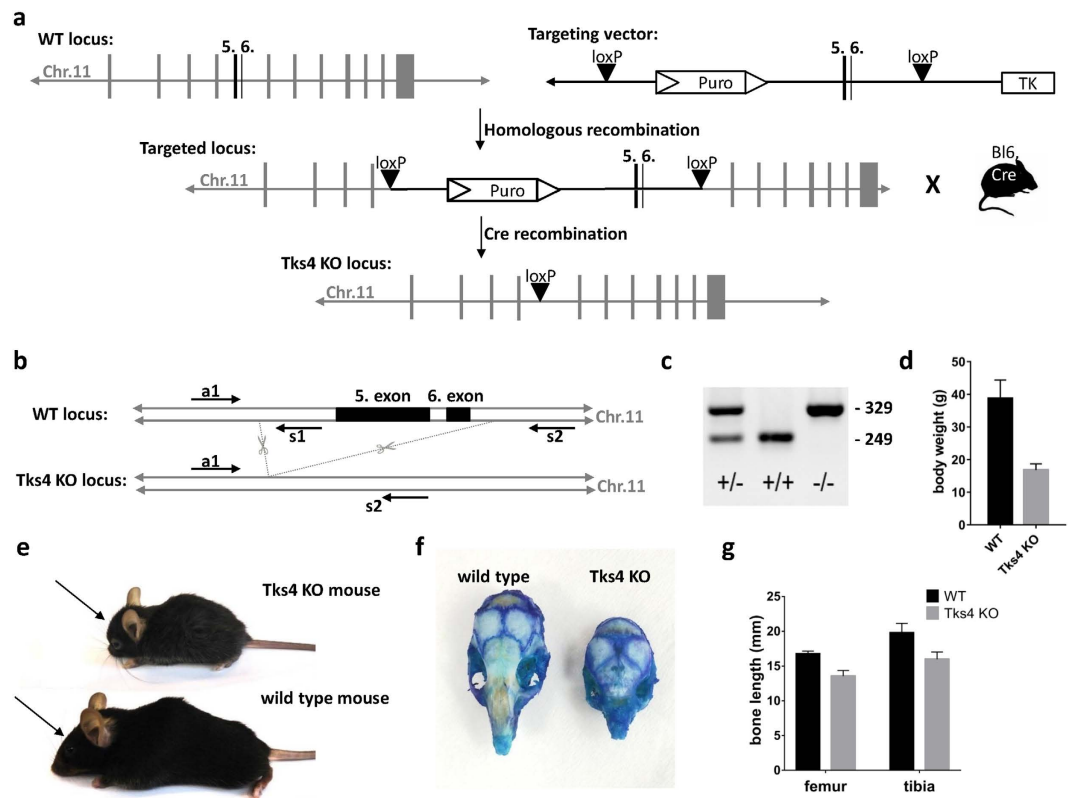 a
WT locus:
5. 6.
Chr.11
Targeting vector:
loxP
Puro
5. 6.
loxP
TK
Homologous recombination
Targeted locus:
Chr.11
loxP
Puro
5. 6.
loxP
X
Bl6,
Cre
Cre recombination
Tks4 KO locus:
Chr.11
loxP
b
a1
5. exon
6. exon
WT locus:
Chr.11
s1
s2
a1
Tks4 KO locus:
Chr.11
s2
c
- 329
- 249
+/-
+/+
-/-
d
body weight (g)
50
40
30
20
10
0
WT
Tks4 KO
e
Tks4 KO mouse
wild type mouse
f
wild type
Tks4 KO
g
WT
Tks4 KO
bone length (mm)
25
20
15
10
5
0
femur
tibia